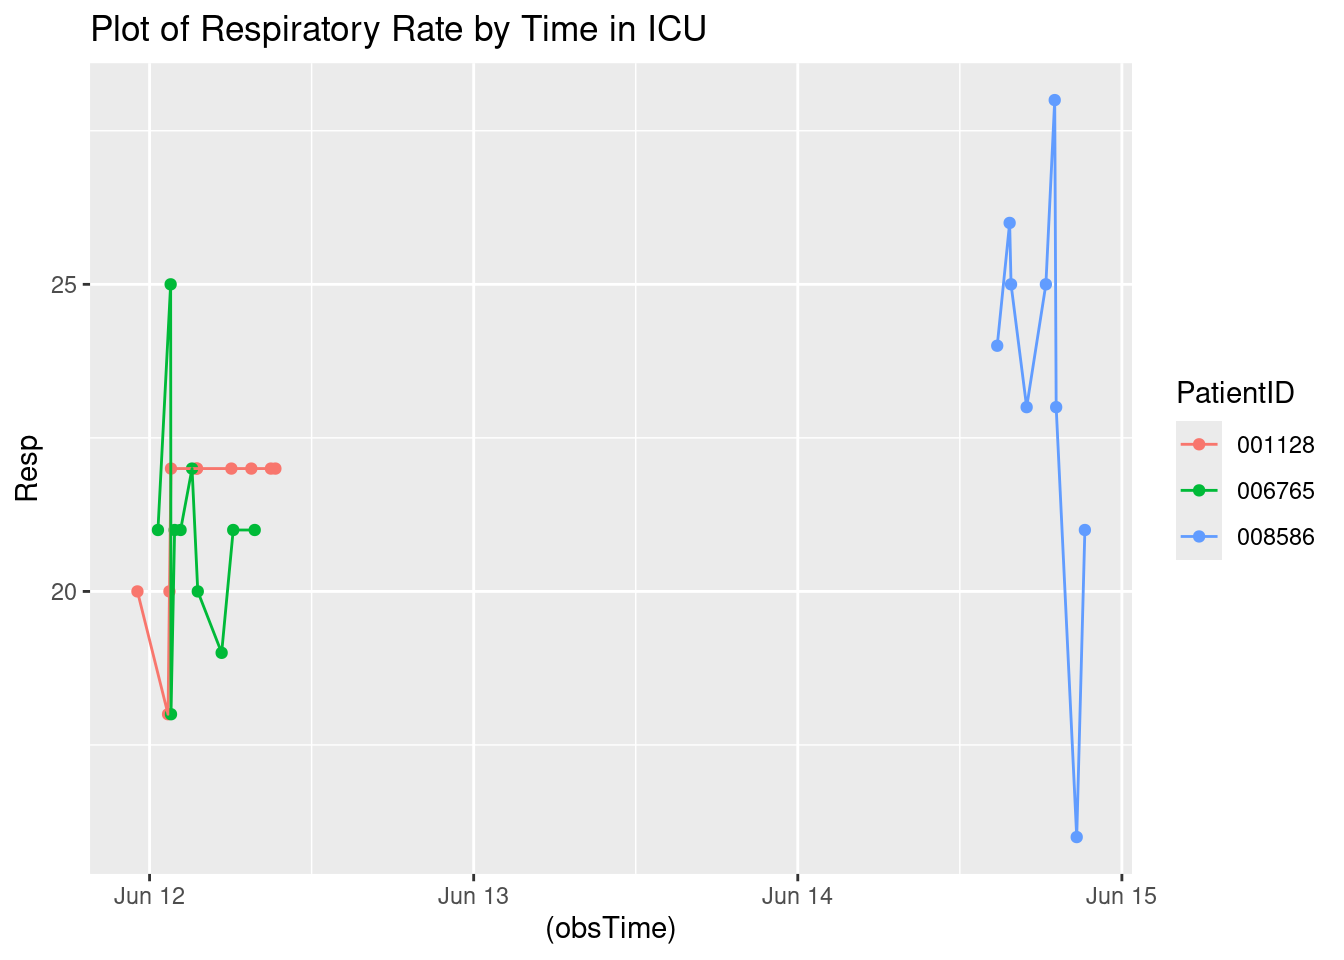 Plot of Respiratory Rate by Time in ICU
25
20
Resp
Jun 12
Jun 13
Jun 14
Jun 15
(obsTime)
PatientID
001128
006765
008586